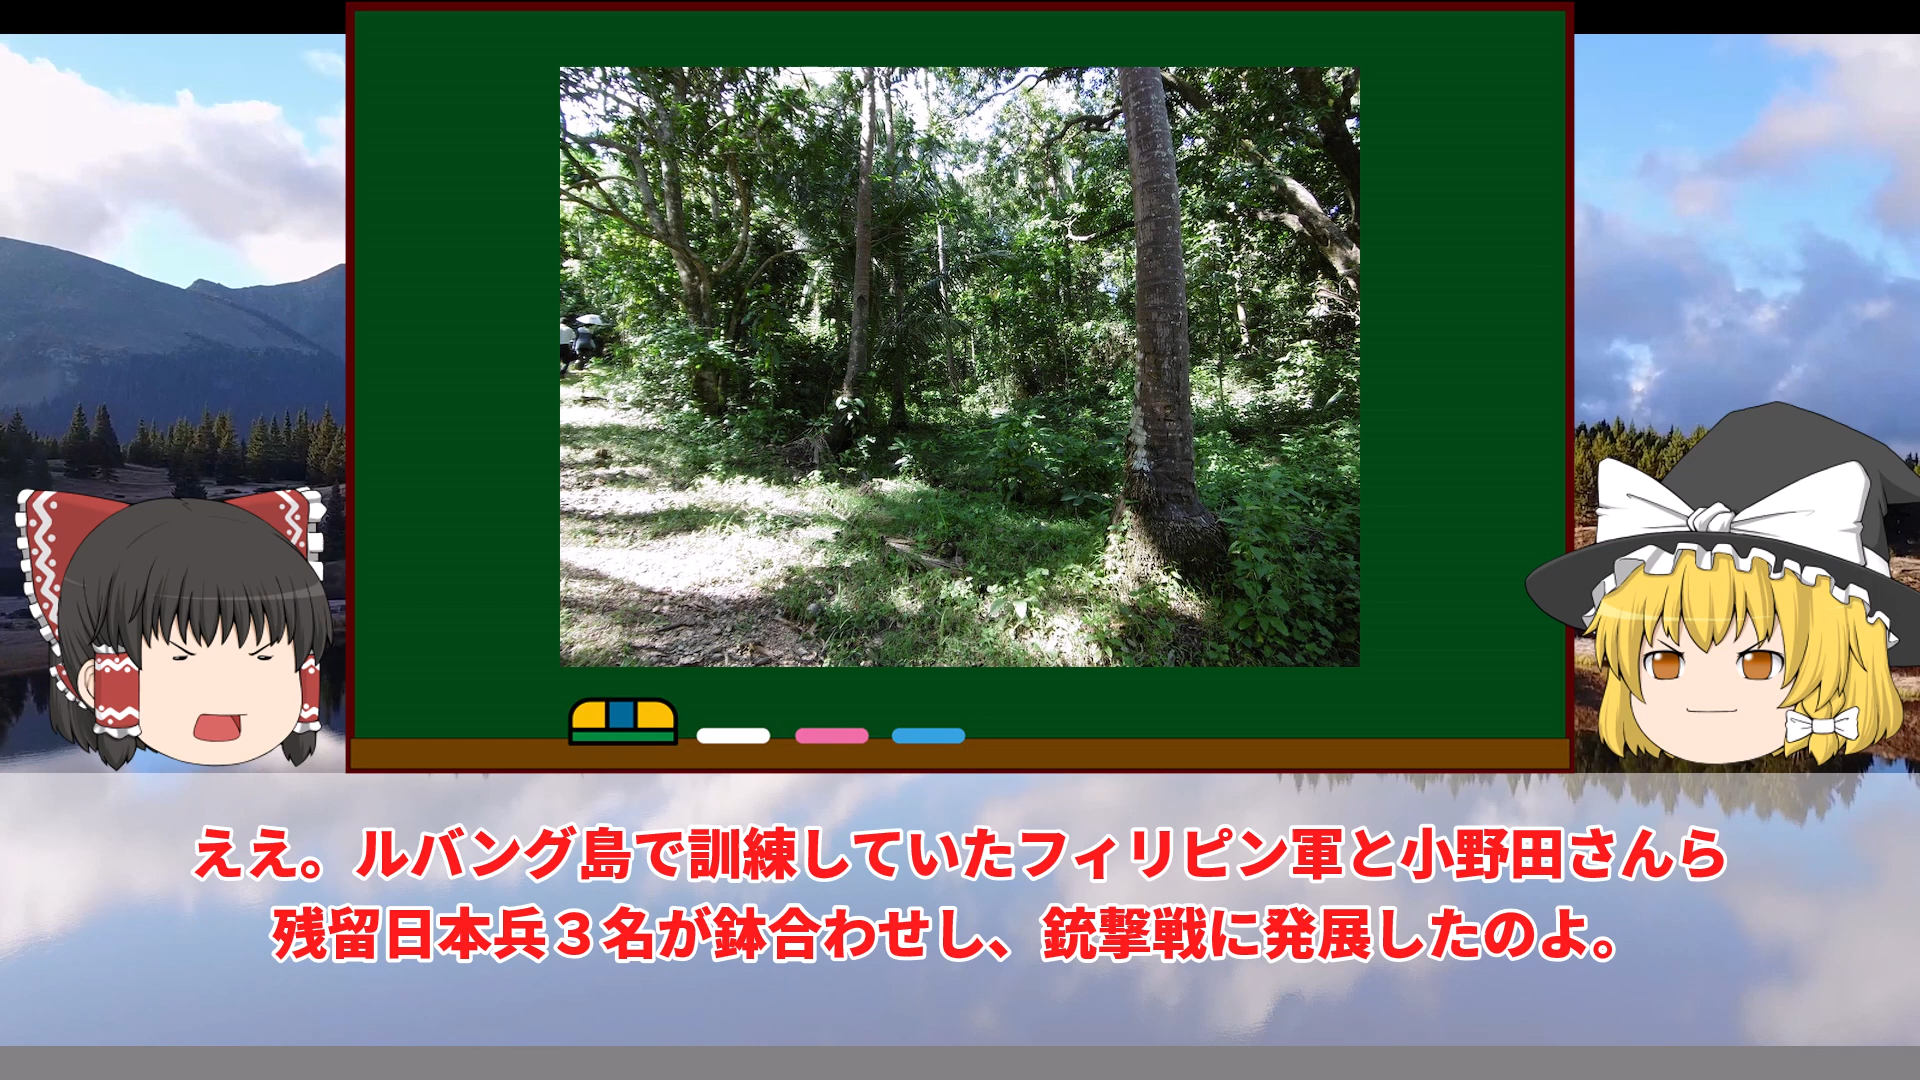 ええ。ルバング島で訓練していたフィリピン軍と小野田さんら
残留日本兵３名が鉢合わせし、銃撃戦に発展したのよ。